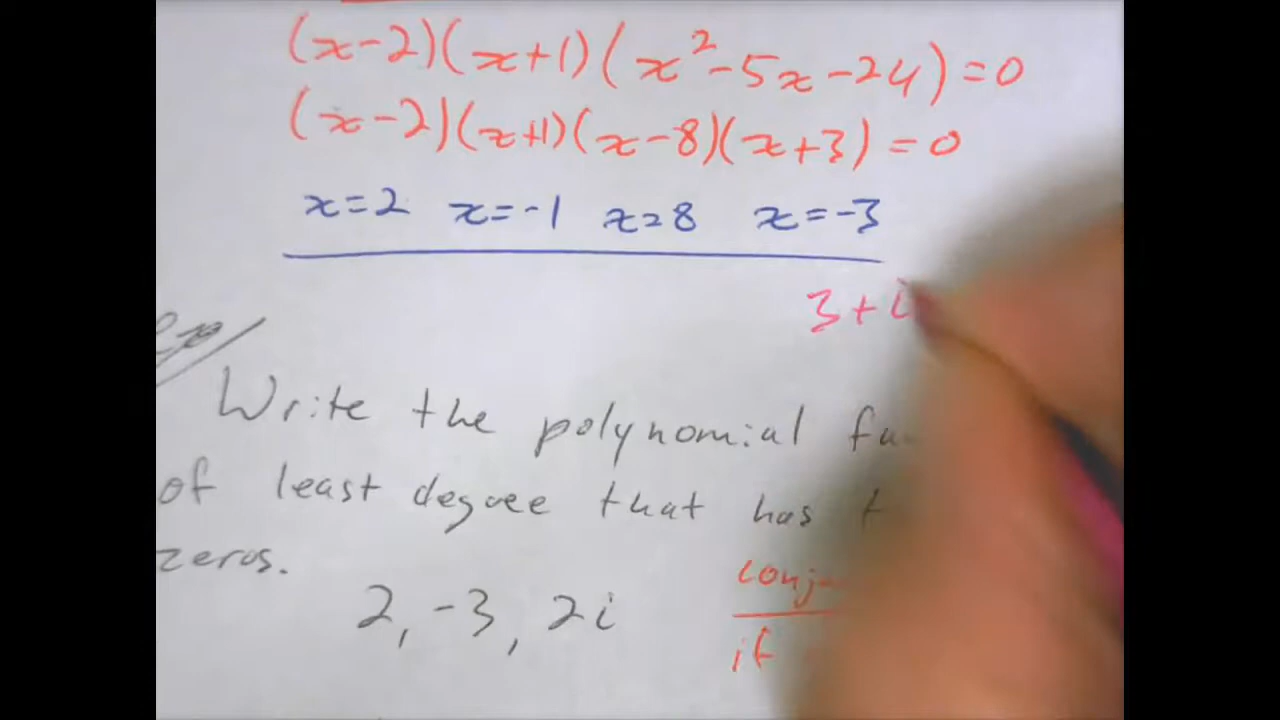 (x-2)(x+1)(x²-5x-24)=0
(x-2)(x+1)(x-8)(x+3)=0
x=2 x=-1 x=8 x=-3
3+i
Ex
Write the polynomial
of least degree that has
zeros.
2, -3, 2i
if